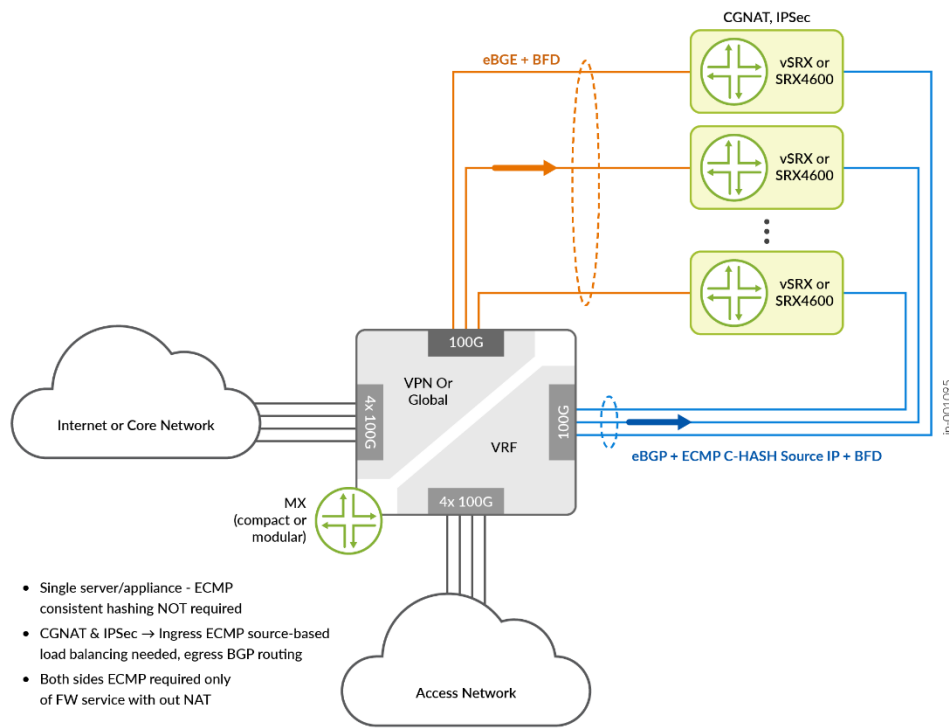 CGNAT, IPSec
eBGE + BFD
vSRX or
SRX4600
vSRX or
SRX4600
vSRX or
SRX4600
100G
VPN Or
Global
4x 100G
Internet or Core Network
100G
VRF
eBGP + ECMP C-HASH Source IP + BFD
4x 100G
MX
(compact or
modular)
jn-001085
• Single server/appliance - ECMP
consistent hashing NOT required
• CGNAT & IPSec → Ingress ECMP source-based
load balancing needed, egress BGP routing
• Both sides ECMP required only
of FW service with out NAT
Access Network